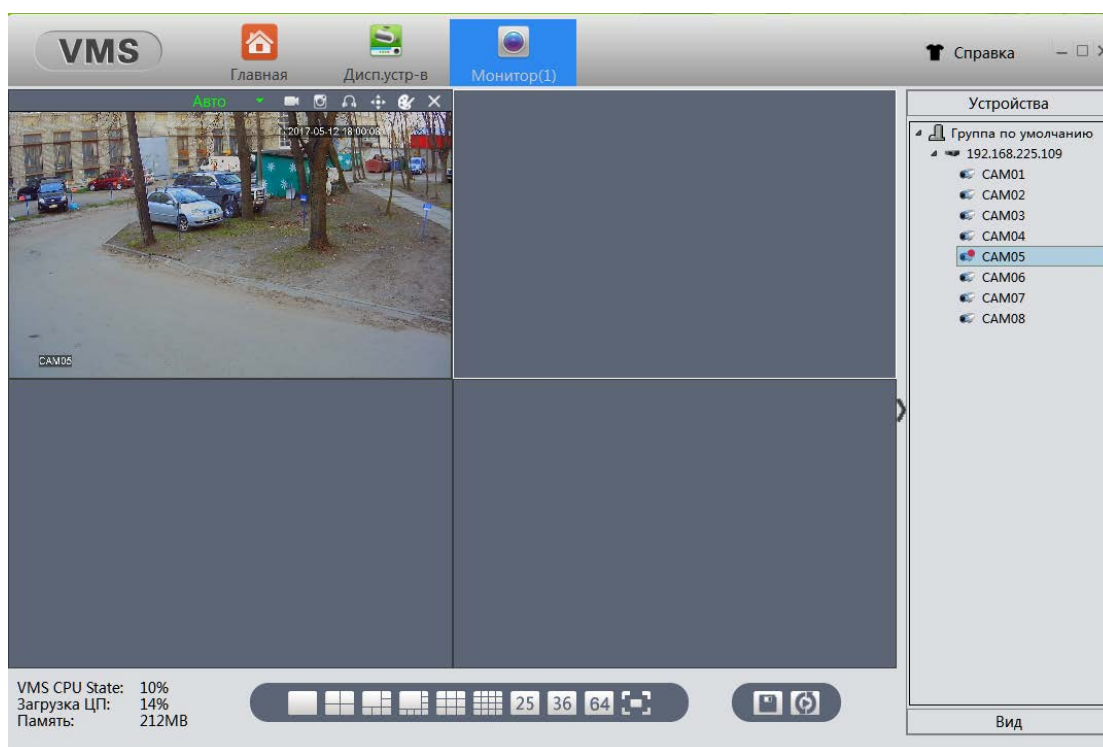 VMS
Главная
Дисп.устр-в
Монитор(1)
Справка
Авто
2017-05-12 18:00:08
CAM05
Устройства
Группа по умолчанию
192.168.225.109
CAM01
CAM02
CAM03
CAM04
CAM05
CAM06
CAM07
CAM08
VMS CPU State: 10%
Загрузка ЦП: 14%
Память: 212MB
25 36 64
Вид